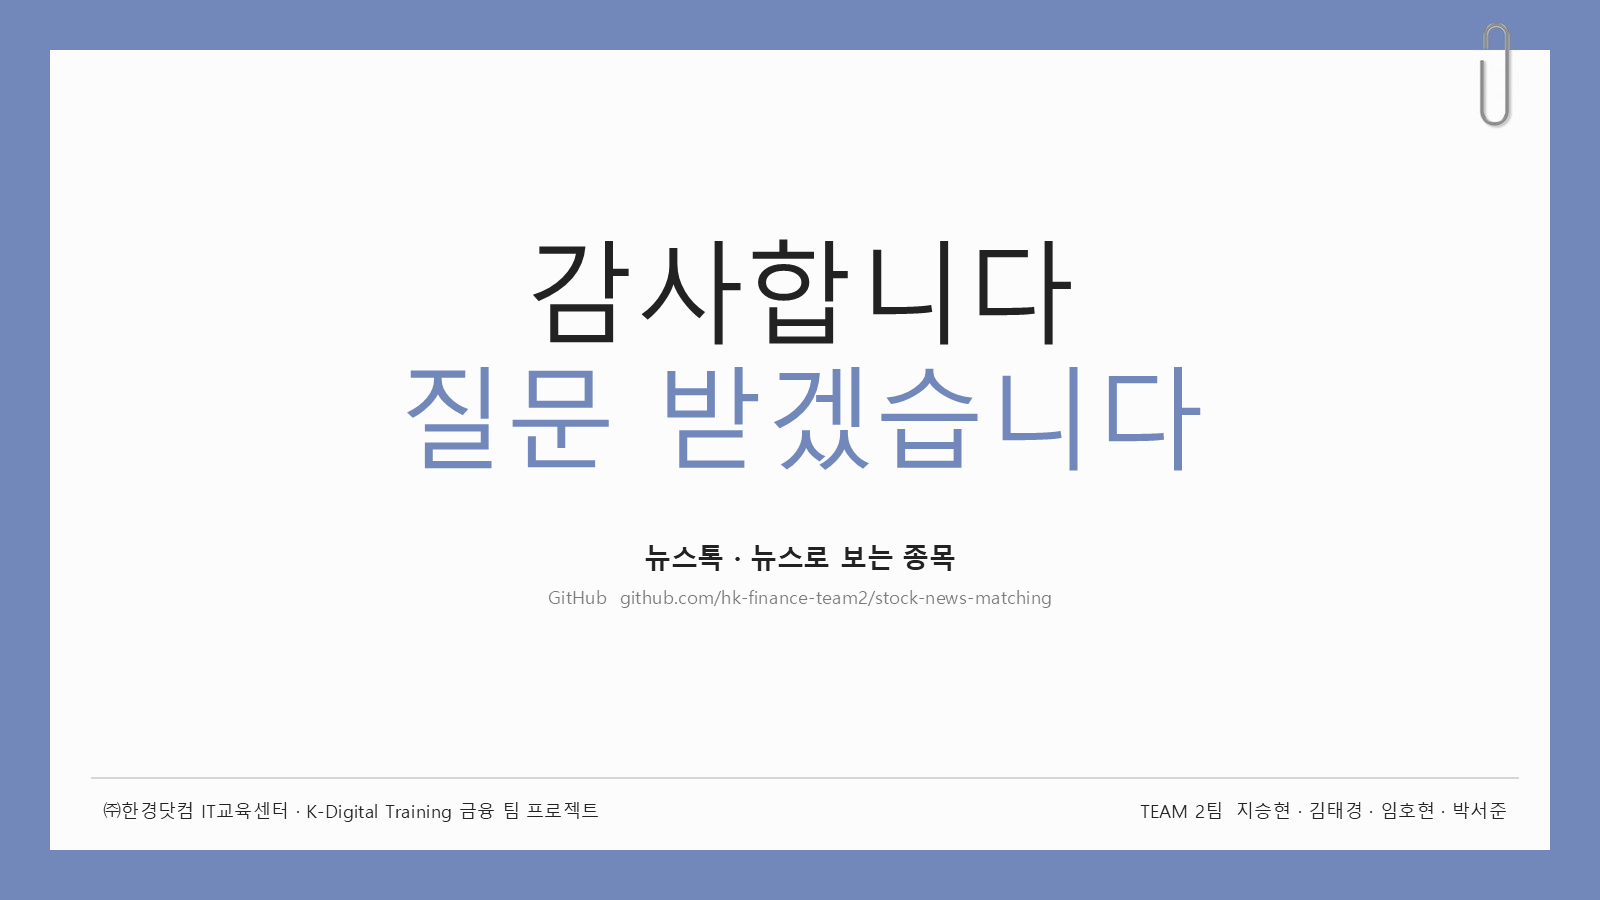 감사합니다
질문 받겠습니다
뉴스톡 · 뉴스로 보는 종목
GitHub github.com/hk-finance-team2/stock-news-matching
㈜한경닷컴 IT교육센터 · K-Digital Training 금융 팀 프로젝트
TEAM 2팀 지승현 · 김태경 · 임호현 · 박서준